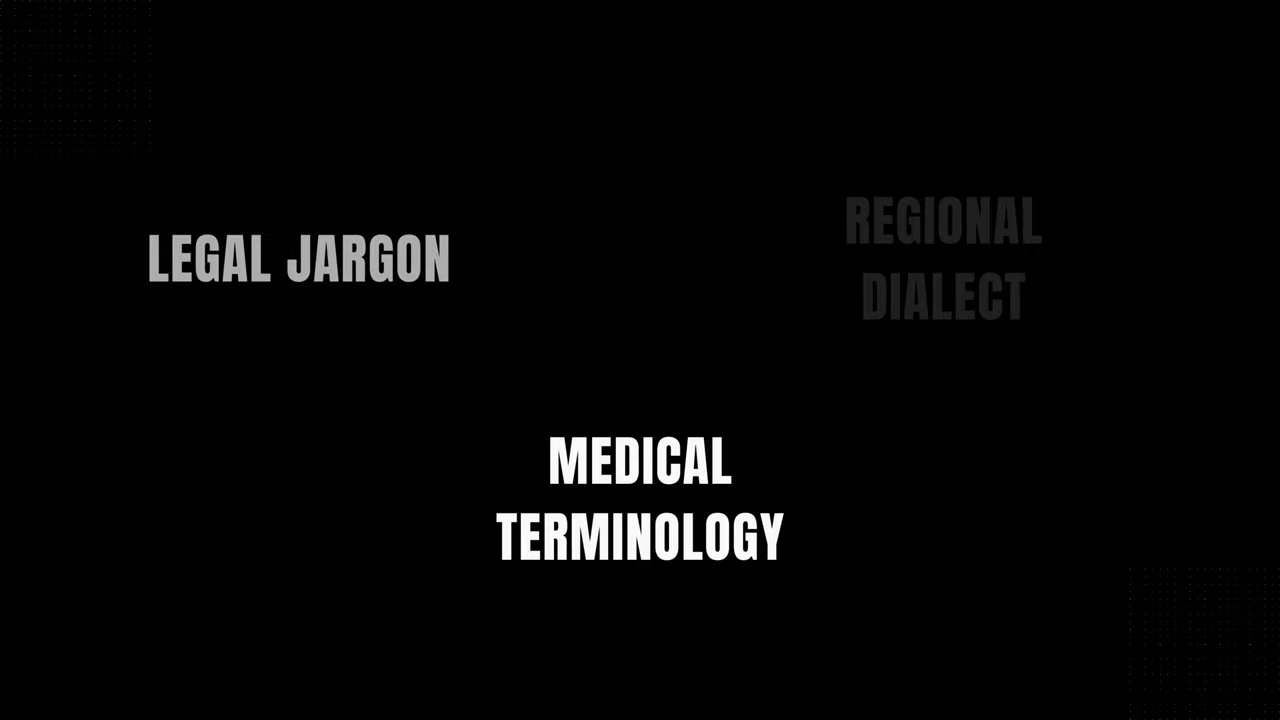 LEGAL JARGON
REGIONAL
DIALECT
MEDICAL
TERMINOLOGY